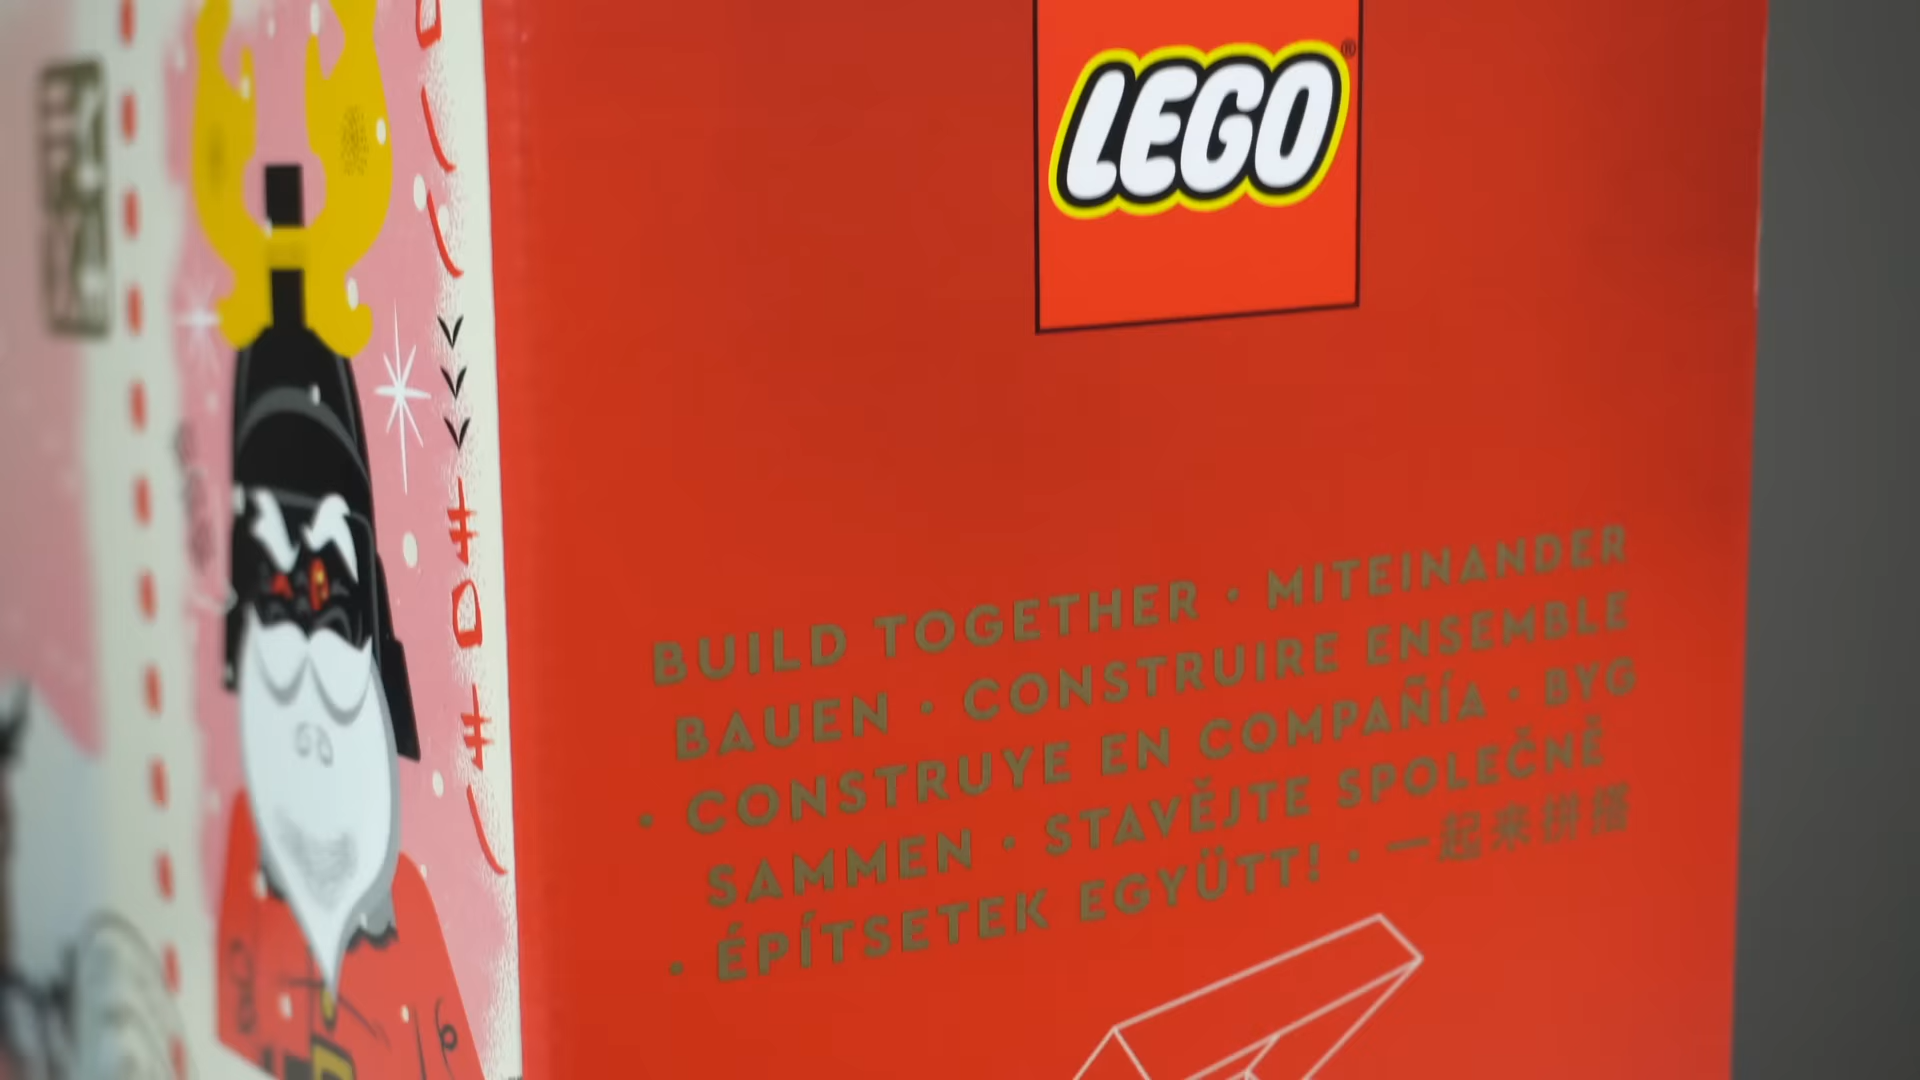 LEGO®
BUILD TOGETHER · MITEINANDER
BAUEN · CONSTRUIRE ENSEMBLE
· CONSTRUYE EN COMPAÑÍA · BYG
SAMMEN · STAVĚJTE SPOLEČNĚ
· ÉPÍTSETEK EGYÜTT! · 一起来拼搭